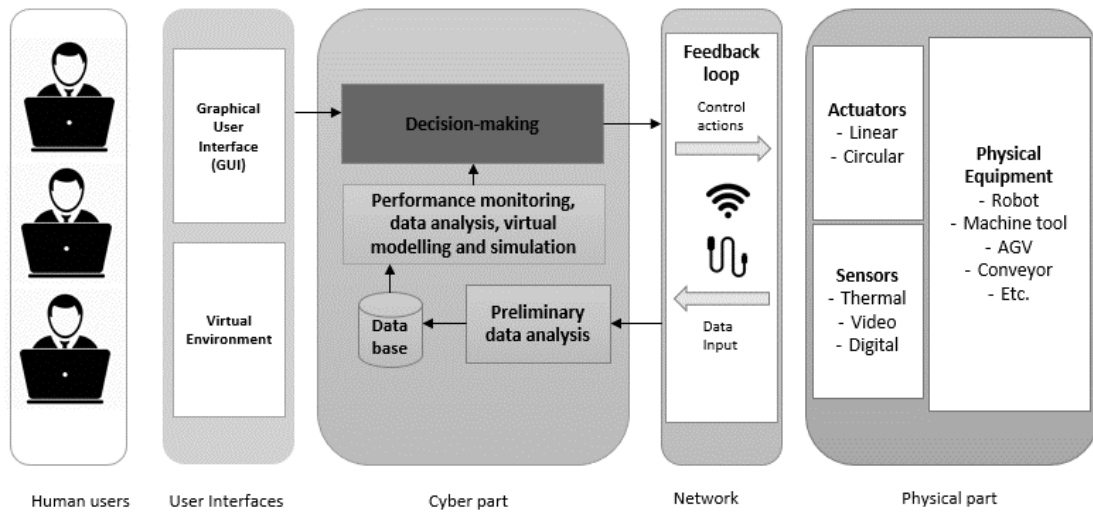 Graphical
User
Interface
(GUI)
Virtual
Environment
Decision-making
Performance monitoring,
data analysis, virtual
modelling and simulation
Data
base
Preliminary
data analysis
Feedback
loop
Control
actions
Data
Input
Actuators
- Linear
- Circular
Sensors
- Thermal
- Video
- Digital
Physical
Equipment
- Robot
- Machine tool
- AGV
- Conveyor
- Etc.
Human users
User Interfaces
Cyber part
Network
Physical part